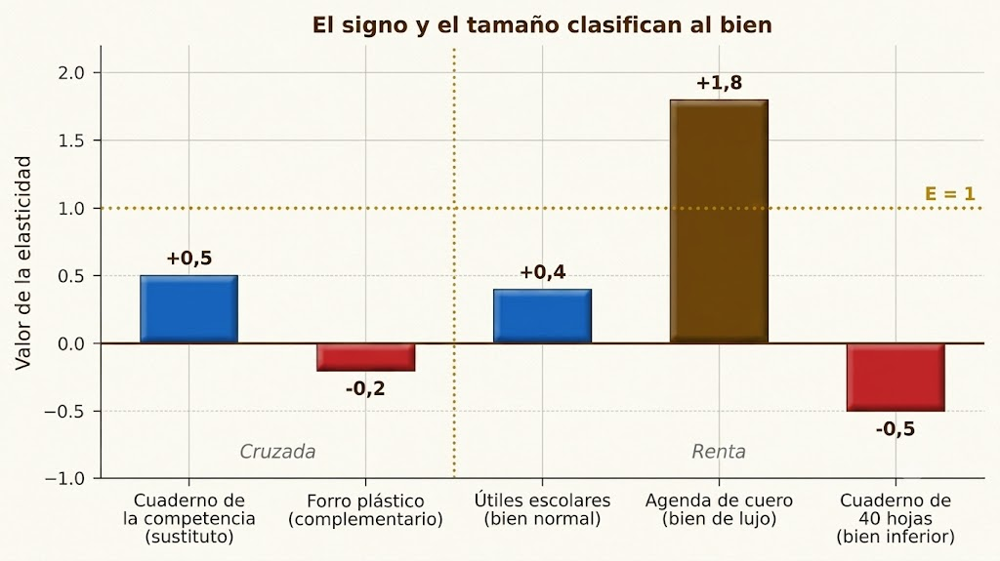 El signo y el tamaño clasifican al bien
Valor de la elasticidad
2.0
1.5
1.0
0.5
0.0
−0.5
−1.0
+0,5
-0,2
+0,4
+1,8
-0,5
E = 1
Cruzada
Renta
Cuaderno de
la competencia
(sustituto)
Forro plástico
(complementario)
Útiles escolares
(bien normal)
Agenda de cuero
(bien de lujo)
Cuaderno de
40 hojas
(bien inferior)